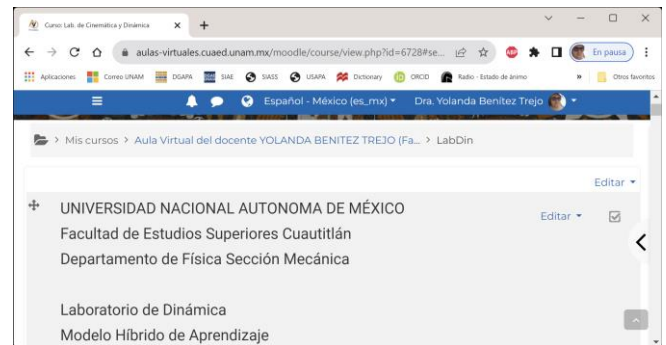 Curso: Lab. de Cinemática y Dinámica
aulas-virtuales.cuaed.unam.mx/moodle/course/view.php?id=6728#se...
En pausa
Aplicaciones Correo UNAM DGAPA SIAE SIASS USAPA Dictionary ORCID Radio - Estado de ánimo » Otros favoritos
Español - México (es_mx) Dra. Yolanda Benítez Trejo
> Mis cursos > Aula Virtual del docente YOLANDA BENITEZ TREJO (Fa... > LabDin
Editar
UNIVERSIDAD NACIONAL AUTONOMA DE MÉXICO
Editar
Facultad de Estudios Superiores Cuautitlán
Departamento de Física Sección Mecánica
Laboratorio de Dinámica
Modelo Híbrido de Aprendizaje